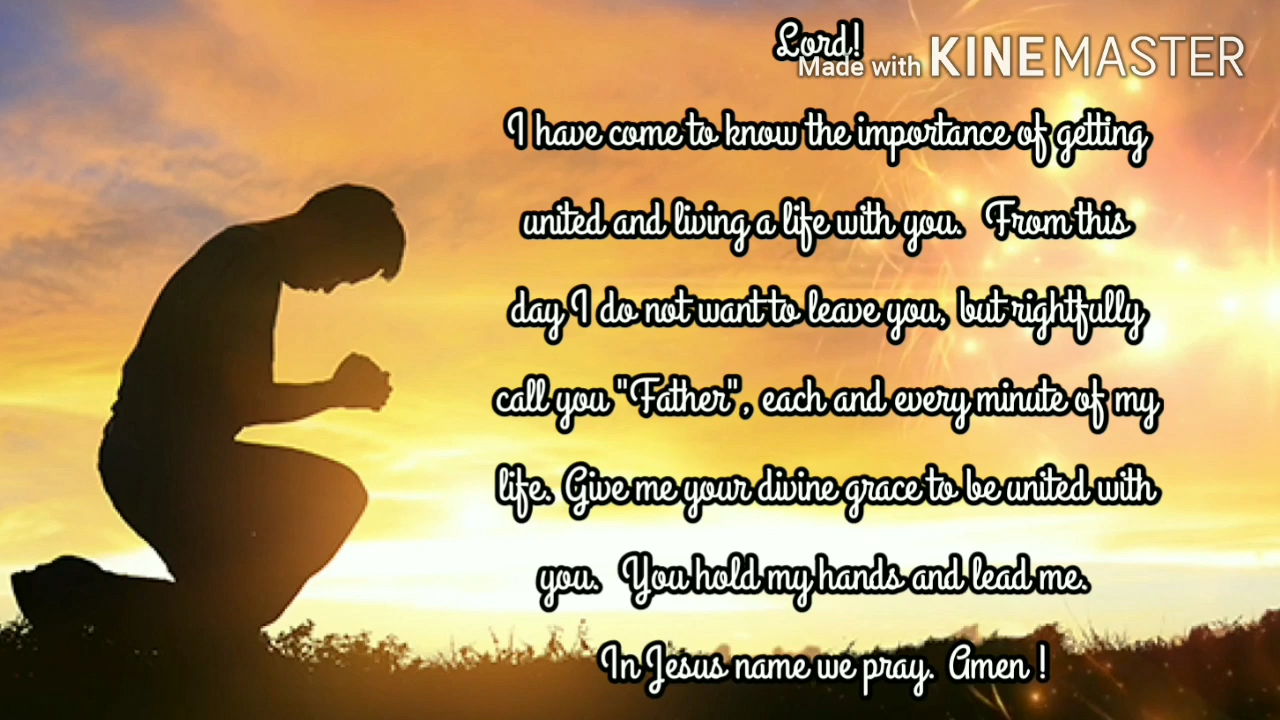 Lord!
Made with KINEMASTER
I have come to know the importance of getting
united and living a life with you. From this
day I do not want to leave you, but rightfully
call you "Father", each and every minute of my
life. Give me your divine grace to be united with
you. You hold my hands and lead me.
In Jesus name we pray. Amen !